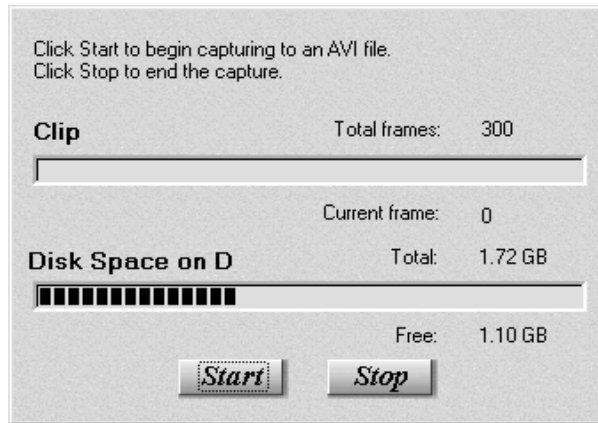 Click Start to begin capturing to an AVI file.
Click Stop to end the capture.
Clip Total frames: 300
Current frame: 0
Disk Space on D Total: 1.72 GB
Free: 1.10 GB
Start Stop